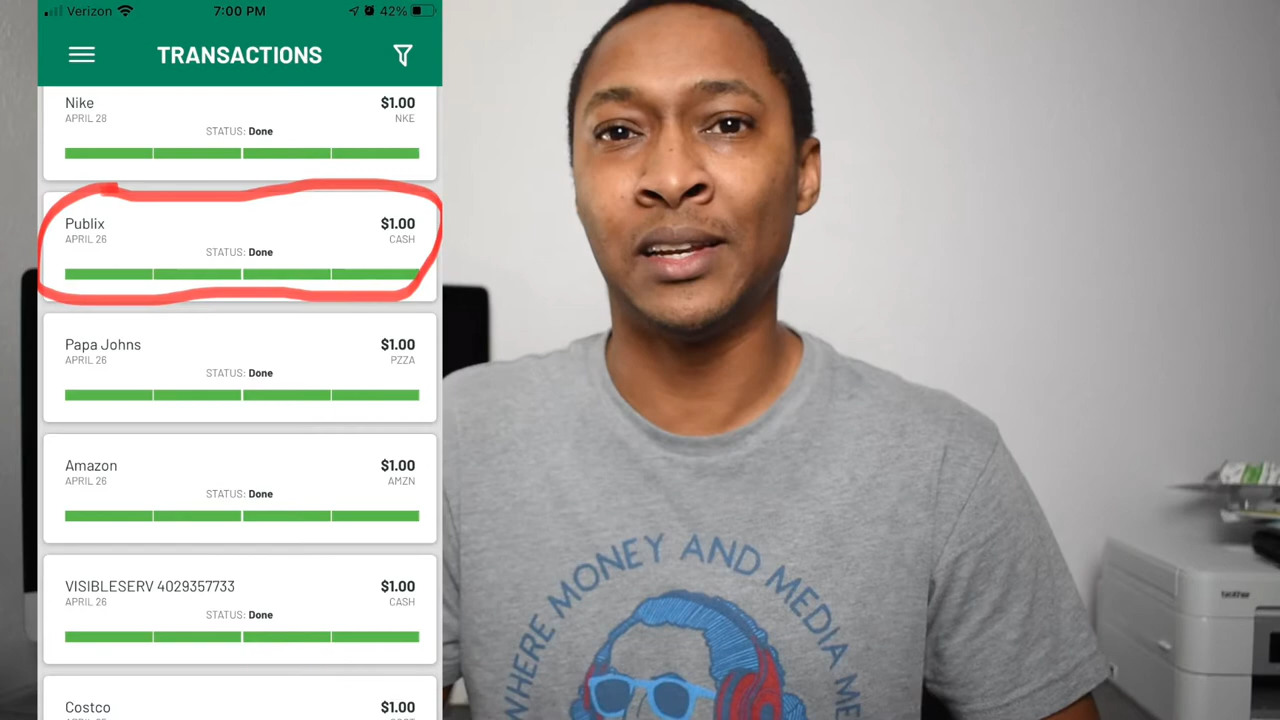 Verizon 7:00 PM 42%
TRANSACTIONS
Nike $1.00
APRIL 28 NKE
STATUS: Done
Publix $1.00
APRIL 26 CASH
STATUS: Done
Papa Johns $1.00
APRIL 26 PZZA
STATUS: Done
Amazon $1.00
APRIL 26 AMZN
STATUS: Done
VISIBLESERV 4029357733 $1.00
APRIL 26 CASH
STATUS: Done
Costco $1.00
WHERE MONEY AND MEDIA ME
brother